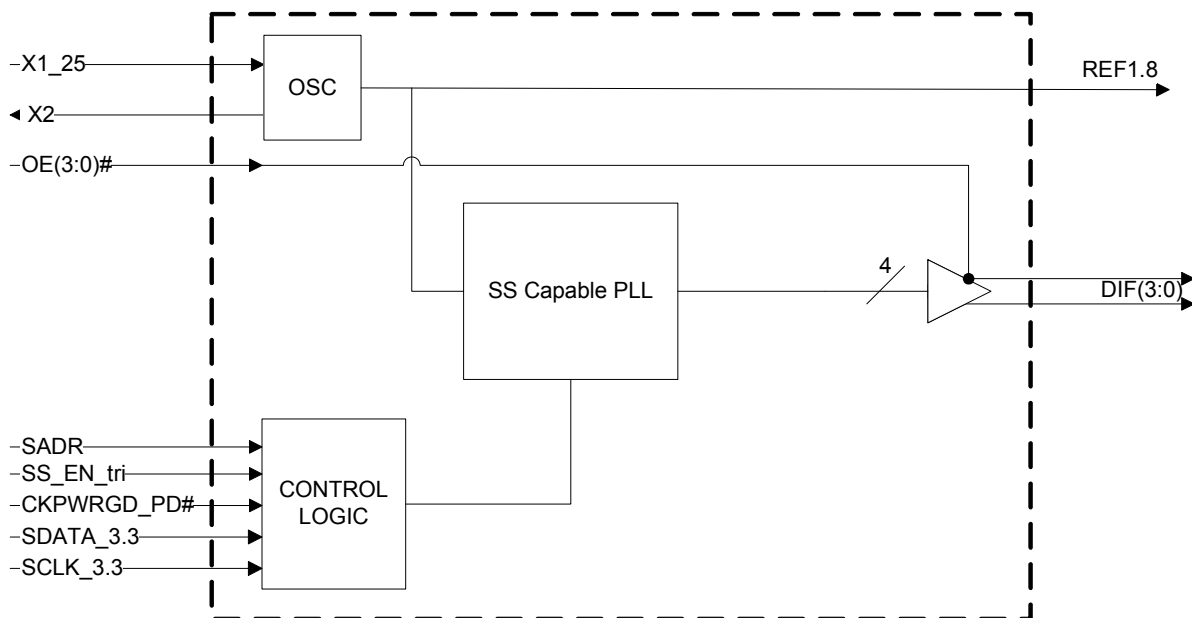 X1_25
OSC
REF1.8
X2
OE(3:0)#
4
SS Capable PLL
DIF(3:0)
SADR
SS_EN_tri
CKPWRGD_PD#
CONTROL
LOGIC
SDATA_3.3
SCLK_3.3